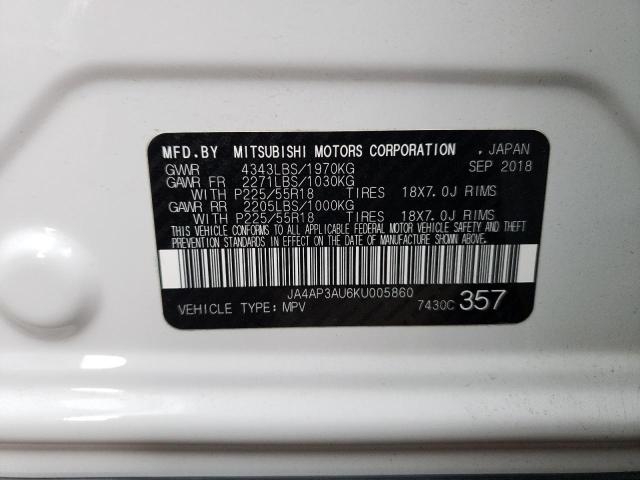 MFD.BY MITSUBISHI MOTORS CORPORATION , JAPAN
GVWR 4343LBS/1970KG SEP 2018
GAWR FR 2271LBS/1030KG
WITH P225/55R18 TIRES 18X7.0J RIMS
GAWR RR 2205LBS/1000KG
WITH P225/55R18 TIRES 18X7.0J RIMS
THIS VEHICLE CONFORMS TO ALL APPLICABLE U.S. FEDERAL MOTOR VEHICLE SAFETY AND THEFT
PREVENTION STANDARDS IN EFFECT ON THE DATE OF MANUFACTURE SHOWN ABOVE.
JA4AP3AU6KU005860
VEHICLE TYPE: MPV 7430C 357